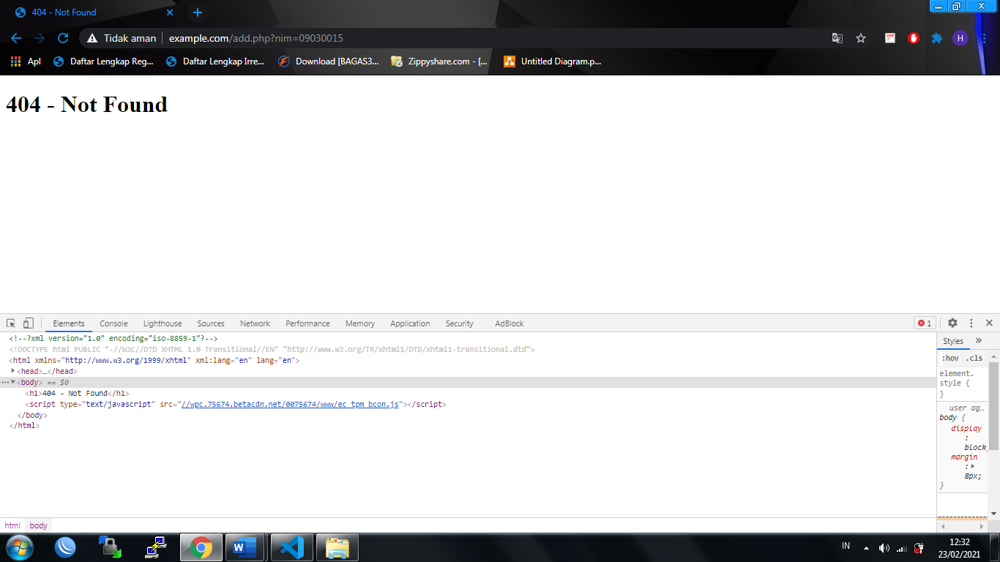 404 - Not Found
Tidak aman | example.com/add.php?nim=09030015
H
Apl Daftar Lengkap Reg... Daftar Lengkap Irre... Download [BAGAS3... Zippyshare.com - [... Untitled Diagram.p...
404 - Not Found
Elements Console Lighthouse Sources Network Performance Memory Application Security AdBlock 1
<!--?xml version="1.0" encoding="iso-8859-1"?-->
<!DOCTYPE html PUBLIC "-//W3C//DTD XHTML 1.0 Transitional//EN" "http://www.w3.org/TR/xhtml1/DTD/xhtml1-transitional.dtd">
<html xmlns="http://www.w3.org/1999/xhtml" xml:lang="en" lang="en">
<head>…</head>
<body> == $0
<h1>404 - Not Found</h1>
<script type="text/javascript" src="//wpc.75674.betacdn.net/0075674/www/ec_tpm_bcon.js"></script>
</body>
</html>
Styles
:hov .cls
element.
style {
}
user ag…
body {
display
:
block;
margin
:
8px;
}
html body
IN
12:32
23/02/2021